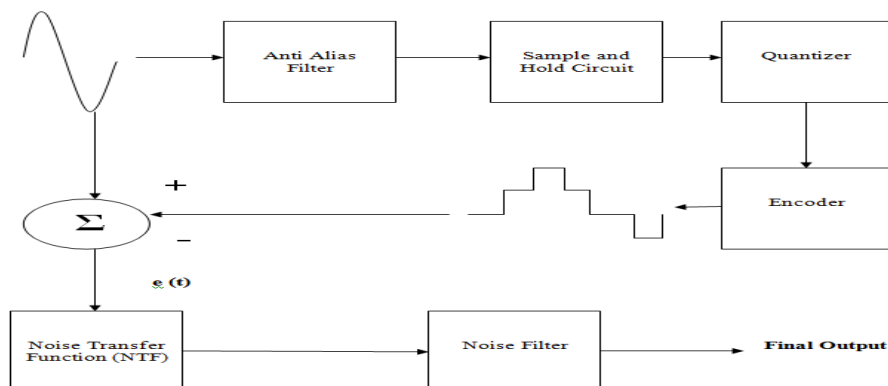 Anti Alias
Filter
Sample and
Hold Circuit
Quantizer
+
Σ
−
Encoder
e (t)
Noise Transfer
Function (NTF)
Noise Filter
Final Output